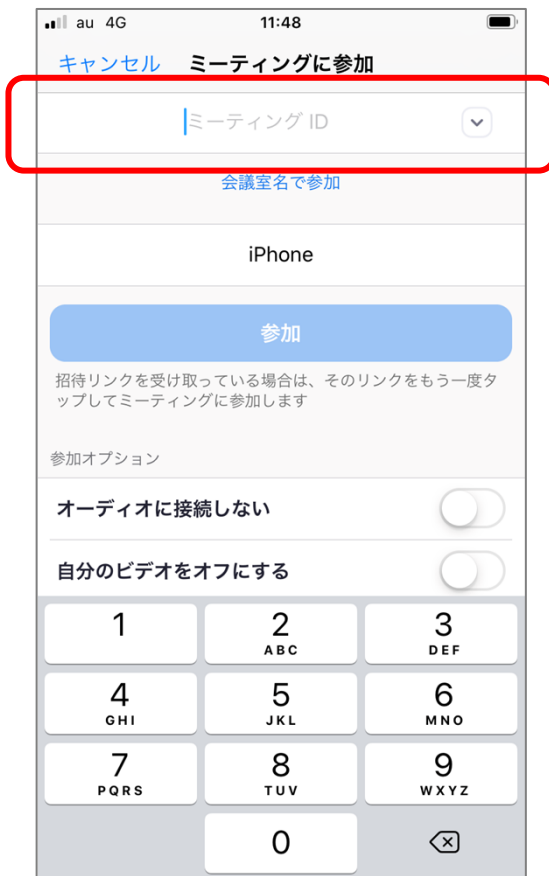 au 4G 11:48
キャンセル ミーティングに参加
ミーティング ID
会議室名で参加
iPhone
参加
招待リンクを受け取っている場合は、そのリンクをもう一度タ
ップしてミーティングに参加します
参加オプション
オーディオに接続しない
自分のビデオをオフにする
1 2 3
ABC DEF
4 5 6
GHI JKL MNO
7 8 9
PQRS TUV WXYZ
0